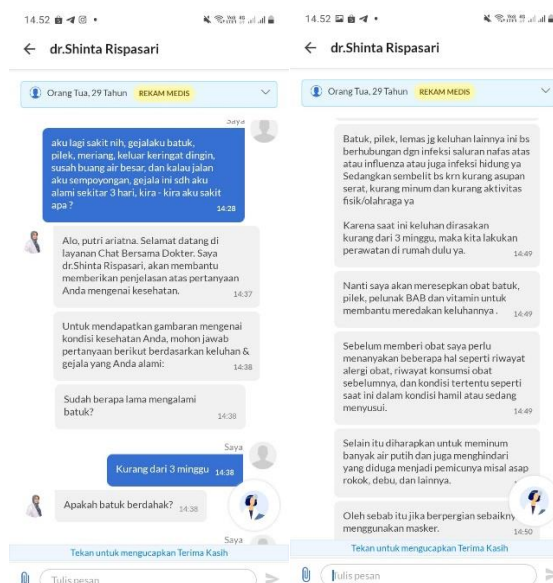 14.52
dr.Shinta Rispasari
Orang Tua, 29 Tahun REKAM MEDIS
Saya
aku lagi sakit nih, gejalaku batuk,
pilek, meriang, keluar keringat dingin,
susah buang air besar, dan kalau jalan
aku sempoyongan, gejala ini sdh aku
alami sekitar 3 hari, kira - kira aku sakit
apa ?
14:28
Alo, putri ariatna. Selamat datang di
layanan Chat Bersama Dokter. Saya
dr.Shinta Rispasari, akan membantu
memberikan penjelasan atas pertanyaan
Anda mengenai kesehatan.
14:37
Untuk mendapatkan gambaran mengenai
kondisi kesehatan Anda, mohon jawab
pertanyaan berikut berdasarkan keluhan &
gejala yang Anda alami:
14:38
Sudah berapa lama mengalami
batuk?
14:38
Saya
Kurang dari 3 minggu 14:38
Apakah batuk berdahak? 14:38
Saya
Tekan untuk mengucapkan Terima Kasih
Tulis pesan
14.52
dr.Shinta Rispasari
Orang Tua, 29 Tahun REKAM MEDIS
Batuk, pilek, lemas jg keluhan lainnya ini bs
berhubungan dgn infeksi saluran nafas atas
atau influenza atau juga infeksi hidung ya
Sedangkan sembelit bs krn kurang asupan
serat, kurang minum dan kurang aktivitas
fisik/olahraga ya
Karena saat ini keluhan dirasakan
kurang dari 3 minggu, maka kita lakukan
perawatan di rumah dulu ya.
14:49
Nanti saya akan meresepkan obat batuk,
pilek, pelunak BAB dan vitamin untuk
membantu meredakan keluhannya .
14:49
Sebelum memberi obat saya perlu
menanyakan beberapa hal seperti riwayat
alergi obat, riwayat konsumsi obat
sebelumnya, dan kondisi tertentu seperti
saat ini dalam kondisi hamil atau sedang
menyusui.
14:49
Selain itu diharapkan untuk meminum
banyak air putih dan juga menghindari
yang diduga menjadi pemicunya misal asap
rokok, debu, dan lainnya.
Oleh sebab itu jika berpergian sebaikny
menggunakan masker.
14:50
Tekan untuk mengucapkan Terima Kasih
Tulis pesan